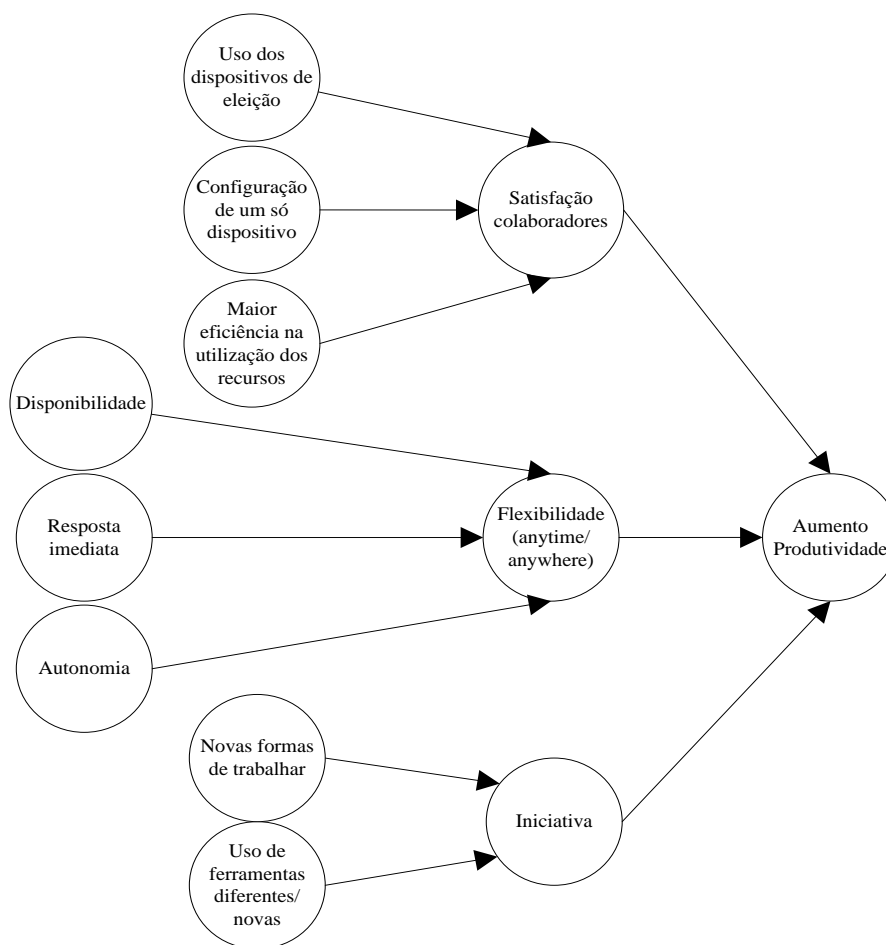 Uso dos
dispositivos de
eleição
Configuração
de um só
dispositivo
Satisfação
colaboradores
Maior
eficiência na
utilização dos
recursos
Disponibilidade
Resposta
imediata
Flexibilidade
(anytime/
anywhere)
Aumento
Produtividade
Autonomia
Novas formas
de trabalhar
Iniciativa
Uso de
ferramentas
diferentes/
novas